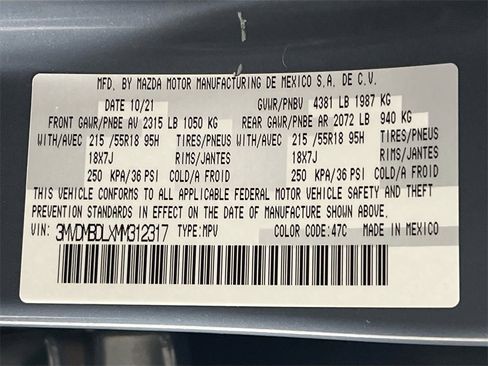 MFD. BY MAZDA MOTOR MANUFACTURING DE MEXICO S.A. DE C.V.
DATE 10/21 GVWR/PNBV 4381 LB 1987 KG
FRONT GAWR/PNBE AV 2315 LB 1050 KG REAR GAWR/PNBE AR 2072 LB 940 KG
WITH/AVEC 215 /55R18 95H TIRES/PNEUS WITH/AVEC 215 /55R18 95H TIRES/PNEUS
18X7J RIMS/JANTES 18X7J RIMS/JANTES
250 KPA/36 PSI COLD/A FROID 250 KPA/36 PSI COLD/A FROID
THIS VEHICLE CONFORMS TO ALL APPLICABLE FEDERAL MOTOR VEHICLE SAFETY AND THEFT
PREVENTION STANDARDS IN EFFECT ON THE DATE OF MANUFACTURE SHOWN ABOVE.
VIN: 3MVDMBDLXMM312317 TYPE:MPV COLOR CODE:47C MADE IN MEXICO